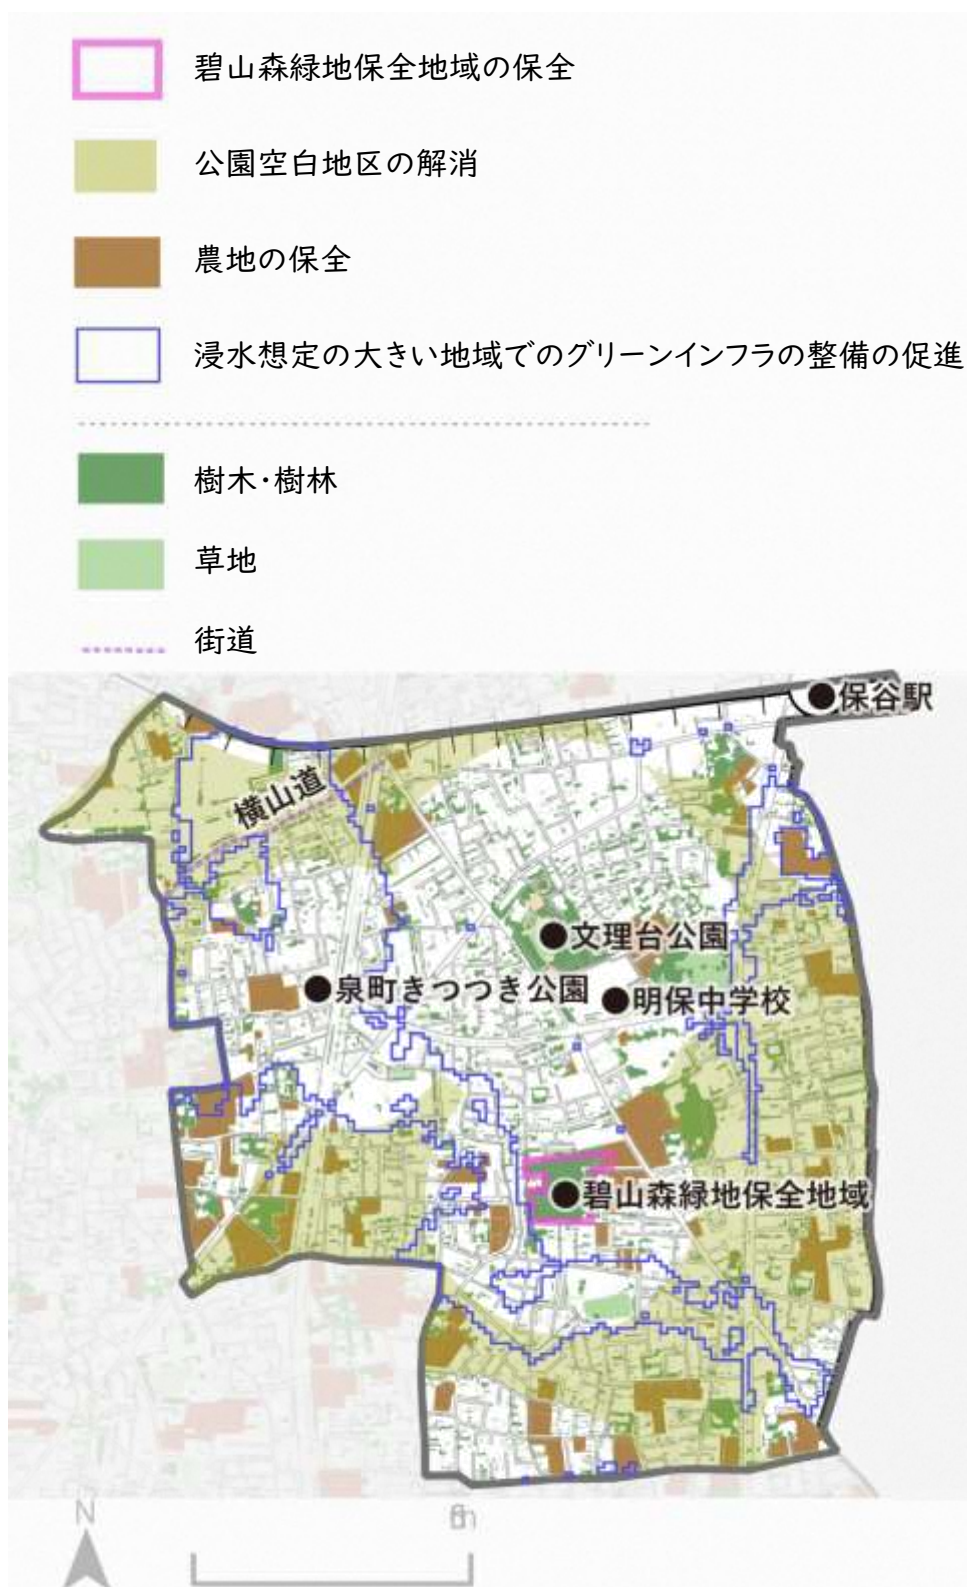 碧山森緑地保全地域の保全
公園空白地区の解消
農地の保全
浸水想定の大きい地域でのグリーンインフラの整備の促進
樹木・樹林
草地
街道
保谷駅
横山道
文理台公園
泉町きつつき公園
明保中学校
碧山森緑地保全地域
N